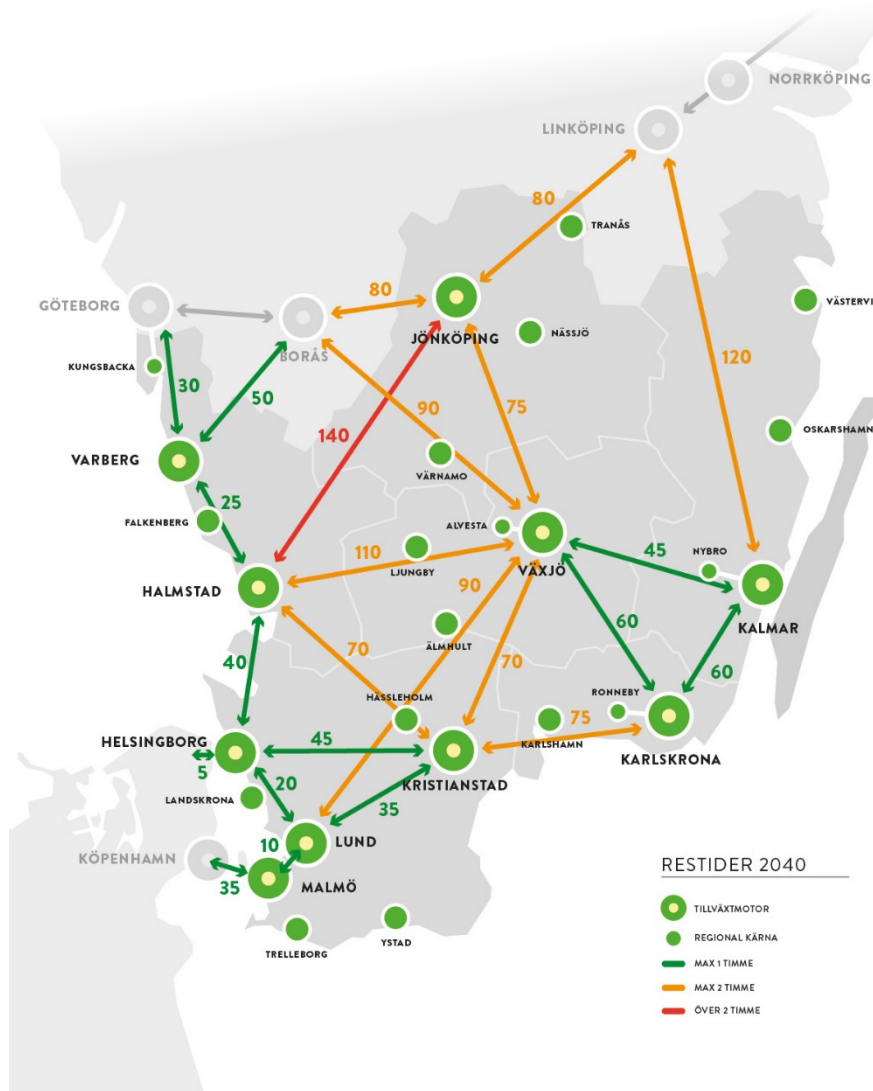 NORRKÖPING
LINKÖPING
80
TRANÅS
GÖTEBORG
80
VÄSTERVI
JÖNKÖPING
NÄSSJÖ
BORÅS
KUNGSBACKA
30
50
120
90
75
140
OSKARSHAMN
VARBERG
VÄRNAMO
25
FALKENBERG
ALVESTA
110
45
NYBRO
LJUNGBY
VÄXJÖ
HALMSTAD
90
KALMAR
60
ÄLMHULT
70
70
40
60
HÄSSLEHOLM
RONNEBY
75
HELSINGBORG
45
KARLSHAMN
KARLSKRONA
5
20
KRISTIANSTAD
LANDSKRONA
35
10
LUND
KÖPENHAMN
35
MALMÖ
YSTAD
TRELLEBORG
RESTIDER 2040
TILLVÄXTMOTOR
REGIONAL KÄRNA
MAX 1 TIMME
MAX 2 TIMME
ÖVER 2 TIMME